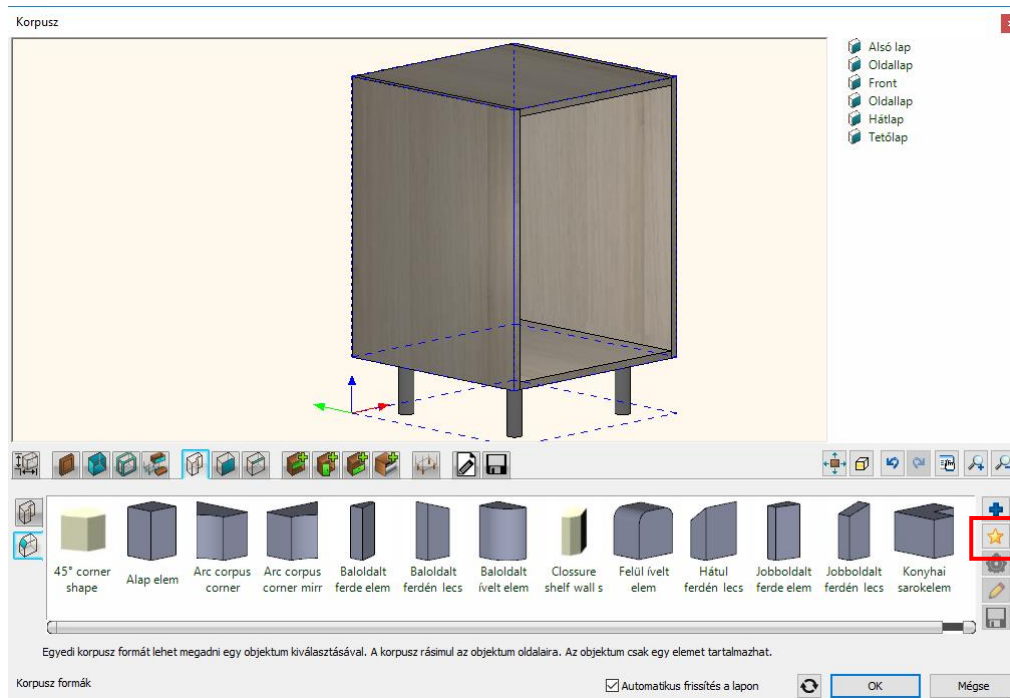 Korpusz
Alsó lap
Oldallap
Front
Oldallap
Hátlap
Tetőlap
45° corner
shape
Alap elem
Arc corpus
corner
Arc corpus
corner mirr
Baloldalt
ferde elem
Baloldalt
ferdén lecs
Baloldalt
ívelt elem
Clossure
shelf wall s
Felül ívelt
elem
Hátul
ferdén lecs
Jobboldalt
ferde elem
Jobboldalt
ferdén lecs
Konyhai
sarokelem
Egyedi korpusz formát lehet megadni egy objektum kiválasztásával. A korpusz rásimul az objektum oldalaira. Az objektum csak egy elemet tartalmazhat.
Korpusz formák
Automatikus frissítés a lapon
OK
Mégse